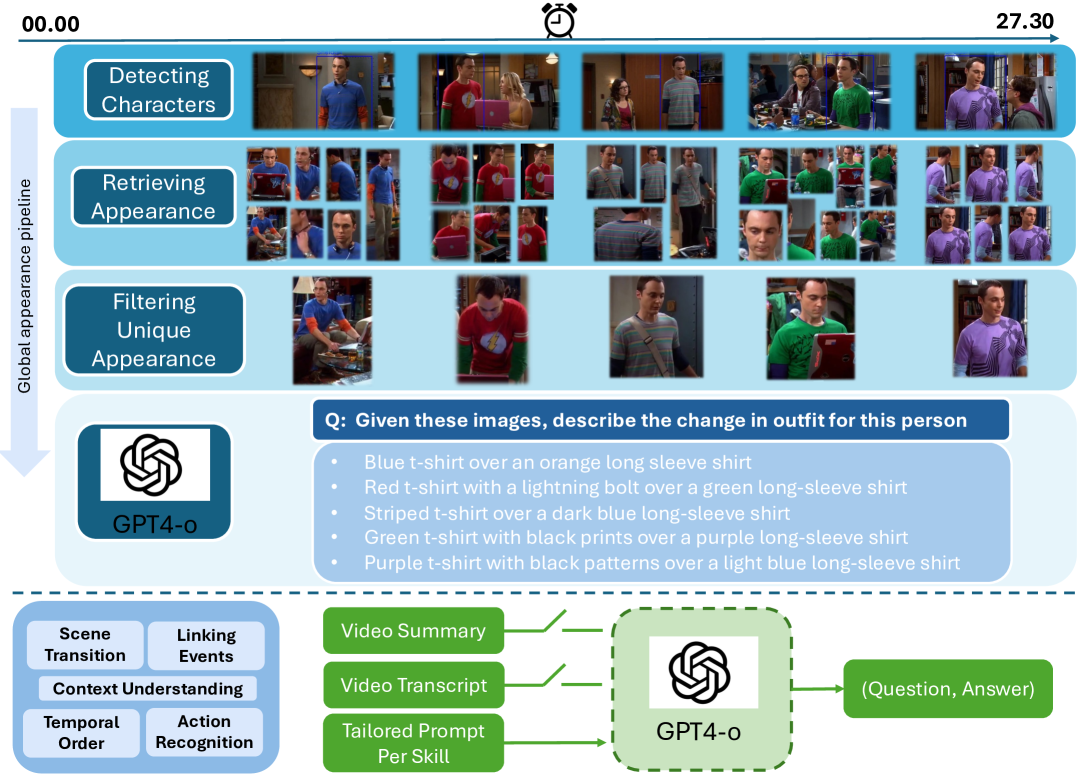 00.00
27.30
Detecting
Characters
Retrieving
Appearance
Filtering
Unique
Appearance
Global appearance pipeline
GPT4-o
Q: Given these images, describe the change in outfit for this person
• Blue t-shirt over an orange long sleeve shirt
• Red t-shirt with a lightning bolt over a green long-sleeve shirt
• Striped t-shirt over a dark blue long-sleeve shirt
• Green t-shirt with black prints over a purple long-sleeve shirt
• Purple t-shirt with black patterns over a light blue long-sleeve shirt
Scene
Transition
Linking
Events
Context Understanding
Temporal
Order
Action
Recognition
Video Summary
Video Transcript
Tailored Prompt
Per Skill
GPT4-o
(Question, Answer)